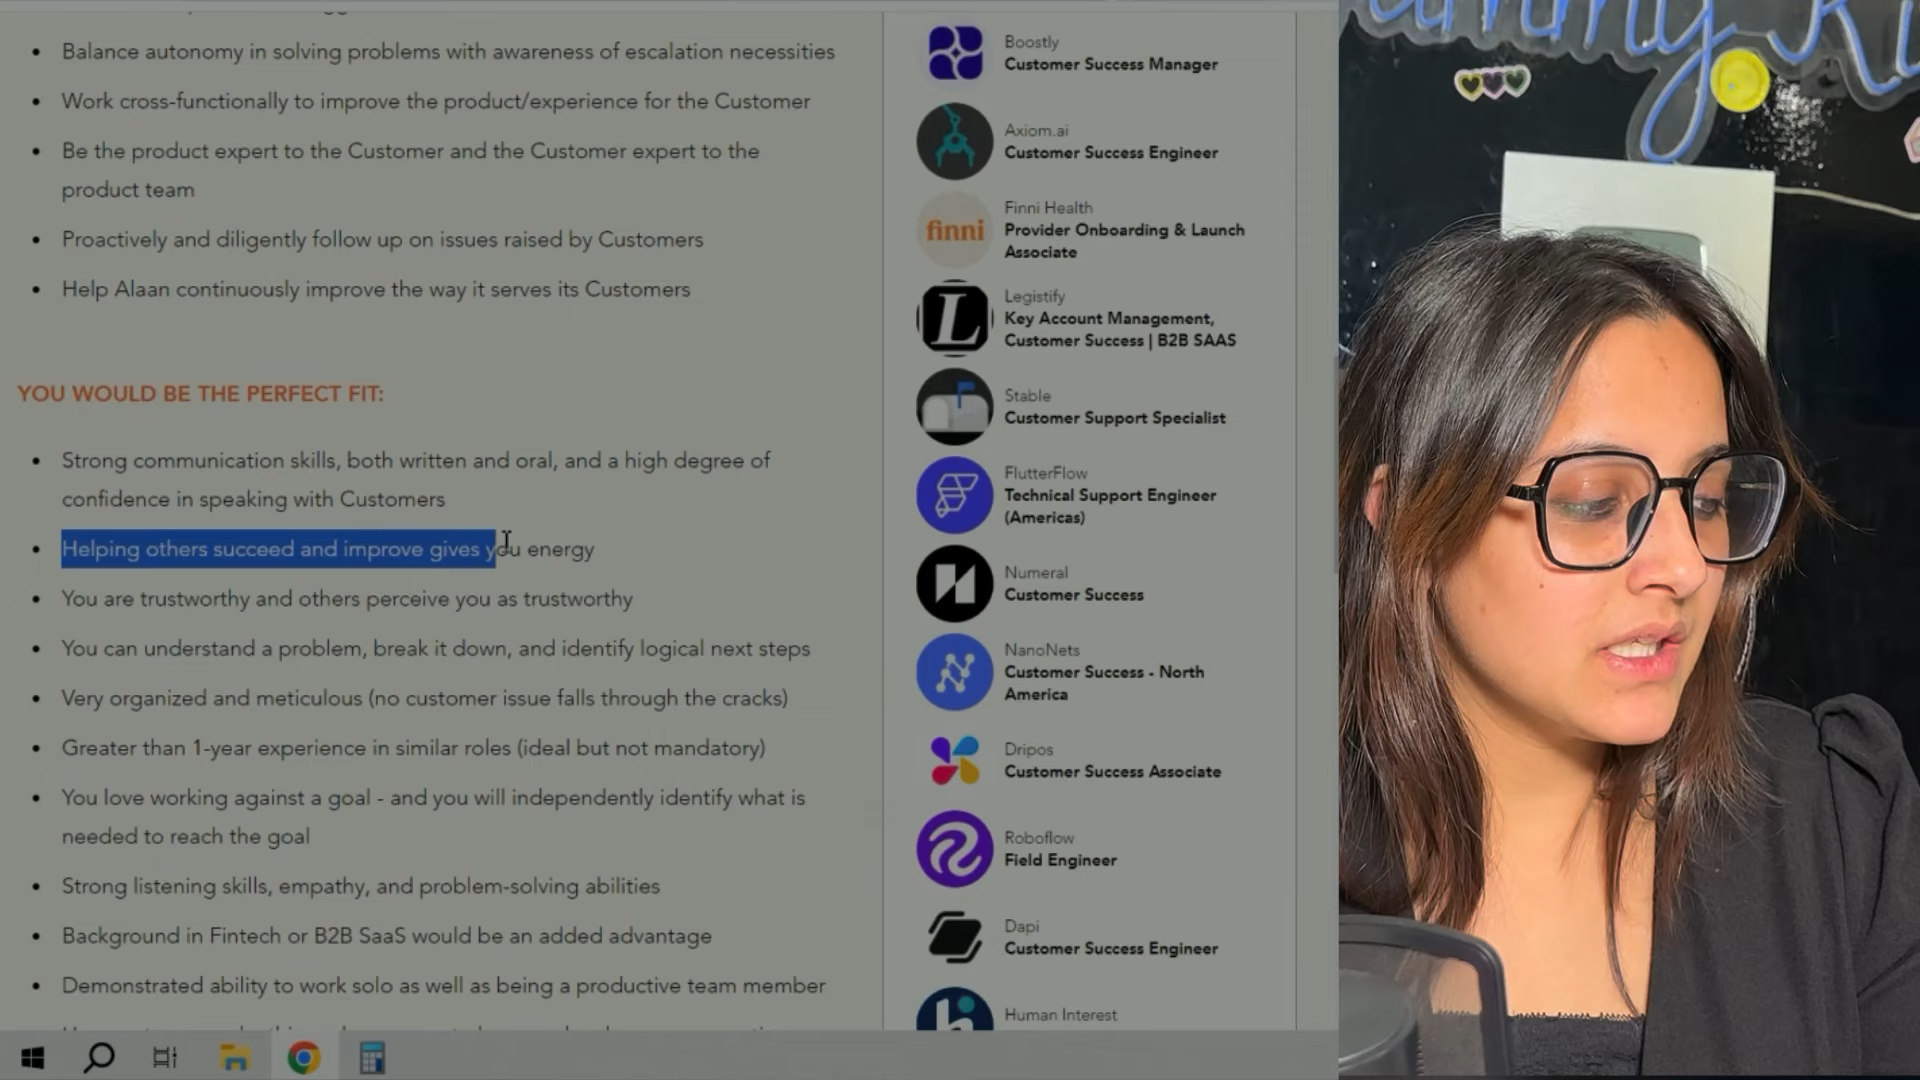 Balance autonomy in solving problems with awareness of escalation necessities
Work cross-functionally to improve the product/experience for the Customer
Be the product expert to the Customer and the Customer expert to the
product team
Proactively and diligently follow up on issues raised by Customers
Help Alaan continuously improve the way it serves its Customers
YOU WOULD BE THE PERFECT FIT:
Strong communication skills, both written and oral, and a high degree of
confidence in speaking with Customers
Helping others succeed and improve gives you energy
You are trustworthy and others perceive you as trustworthy
You can understand a problem, break it down, and identify logical next steps
Very organized and meticulous (no customer issue falls through the cracks)
Greater than 1-year experience in similar roles (ideal but not mandatory)
You love working against a goal - and you will independently identify what is
needed to reach the goal
Strong listening skills, empathy, and problem-solving abilities
Background in Fintech or B2B SaaS would be an added advantage
Demonstrated ability to work solo as well as being a productive team member
Boostly
Customer Success Manager
Axiom.ai
Customer Success Engineer
finni
Finni Health
Provider Onboarding & Launch
Associate
L
Legistify
Key Account Management,
Customer Success | B2B SAAS
Stable
Customer Support Specialist
FlutterFlow
Technical Support Engineer
(Americas)
Numeral
Customer Success
NanoNets
Customer Success - North
America
Dripos
Customer Success Associate
Roboflow
Field Engineer
Dapi
Customer Success Engineer
h
Human Interest